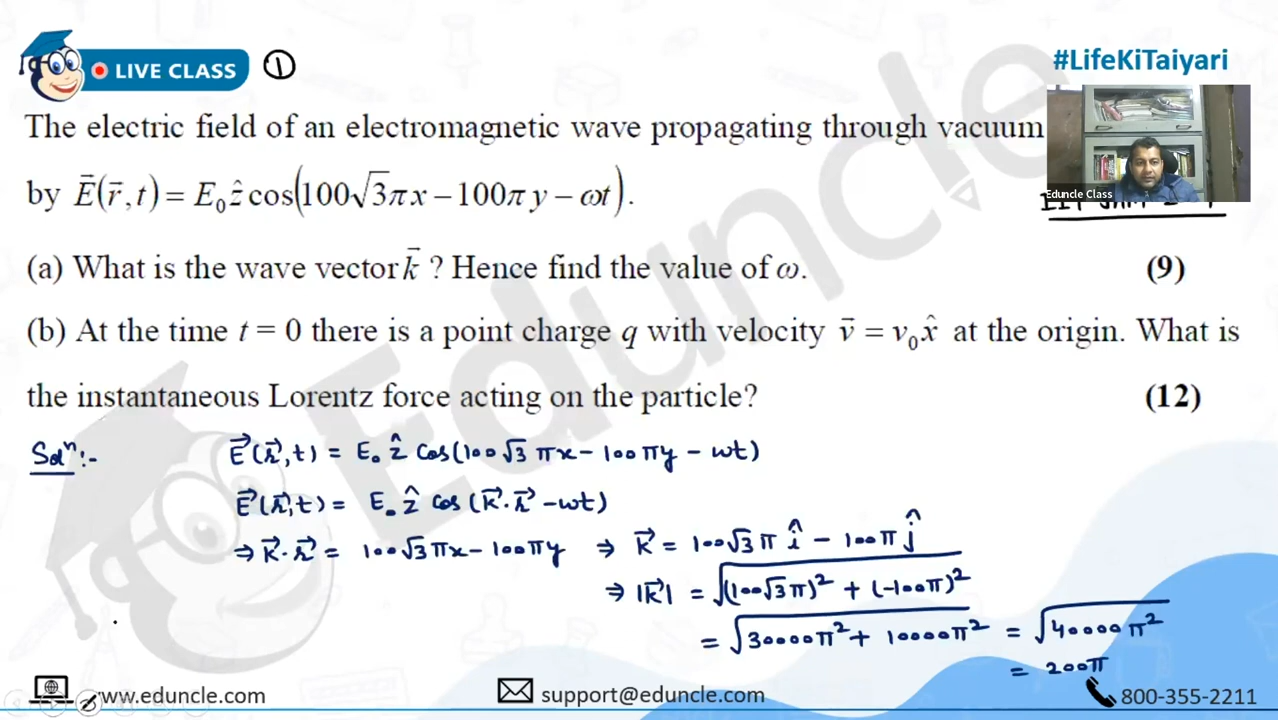 LIVE CLASS ①
#LifeKiTaiyari
Eduncle Class
The electric field of an electromagnetic wave propagating through vacuum
by E⃗(r⃗,t) = E₀ ẑ cos(100√3πx − 100πy − ωt).
(a) What is the wave vector k⃗ ? Hence find the value of ω. (9)
(b) At the time t = 0 there is a point charge q with velocity v⃗ = v₀x̂ at the origin. What is
the instantaneous Lorentz force acting on the particle? (12)
Solⁿ:- E⃗(r⃗,t) = E₀ ẑ cos(100√3 πx − 100πy − ωt)
E⃗(r⃗,t) = E₀ ẑ cos (k⃗.r⃗ − ωt)
⇒ k⃗.r⃗ = 100√3πx − 100πy ⇒ k⃗ = 100√3π î − 100π ĵ
⇒ |k⃗| = √(100√3π)² + (−100π)²
= √30000π² + 10000π² = √40000π²
= 200π
www.eduncle.com support@eduncle.com 800-355-2211
Eduncle